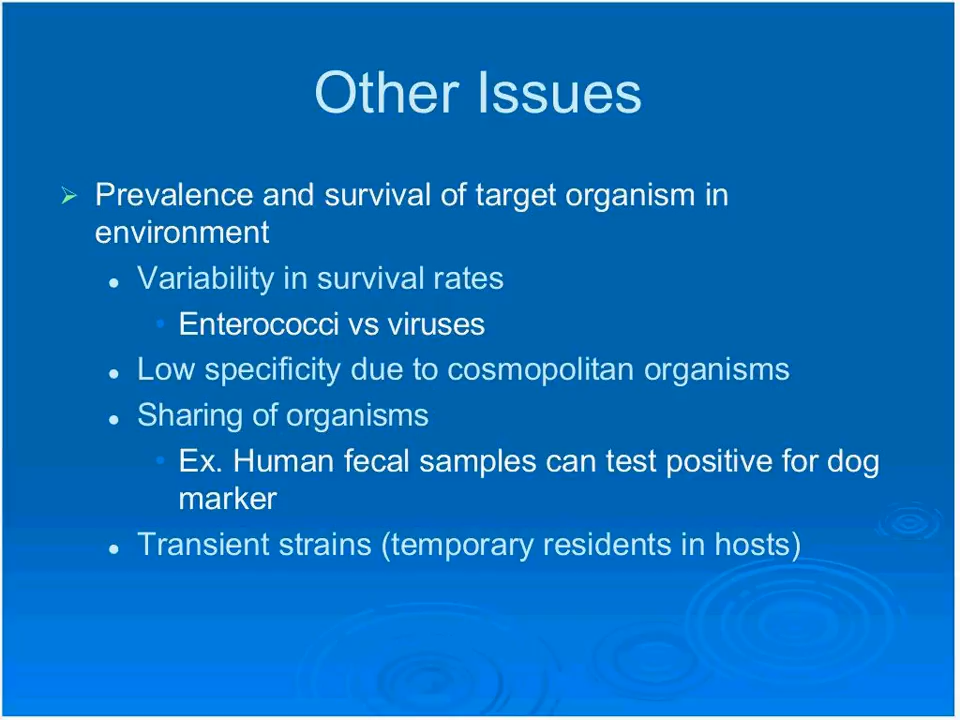 Other Issues
Prevalence and survival of target organism in
environment
Variability in survival rates
Enterococci vs viruses
Low specificity due to cosmopolitan organisms
Sharing of organisms
Ex. Human fecal samples can test positive for dog
marker
Transient strains (temporary residents in hosts)